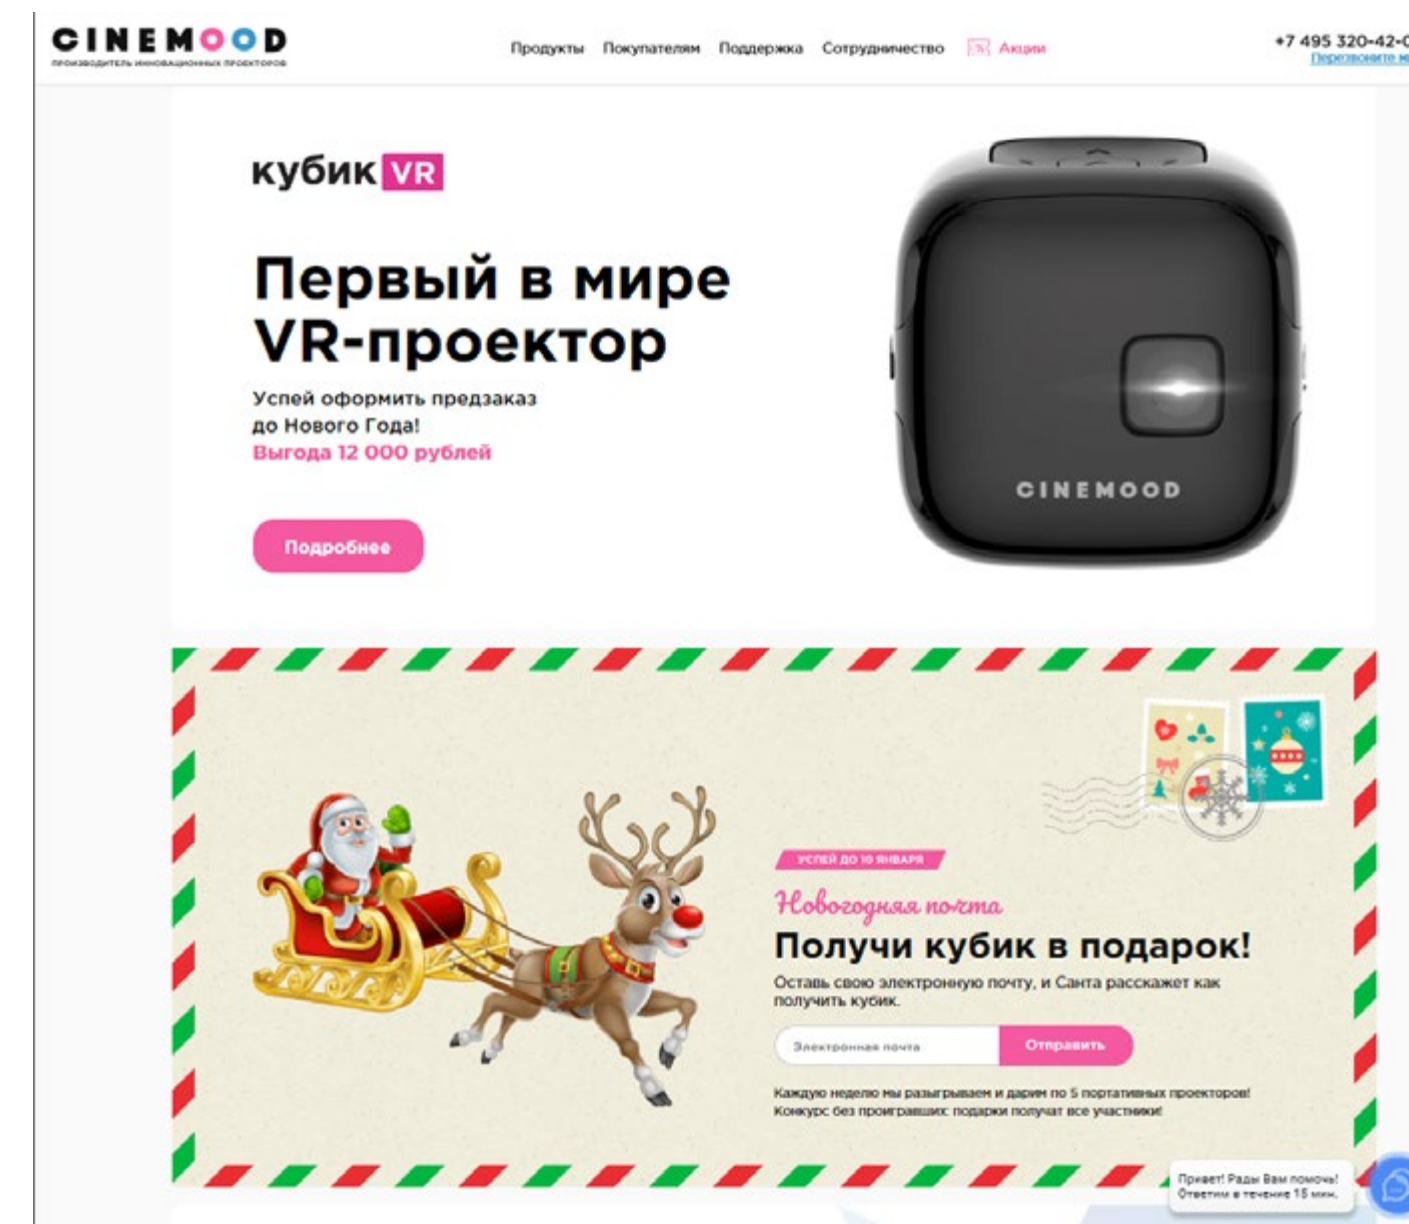 CINEMOOD
ПРОИЗВОДИТЕЛЬ ИННОВАЦИОННЫХ ПРОЕКТОРОВ
Продукты Покупателям Поддержка Сотрудничество % Акции
+7 495 320-42-
Перезвоните
кубик VR
Первый в мире
VR-проектор
Успей оформить предзаказ
до Нового Года!
Выгода 12 000 рублей
Подробнее
CINEMOOD
УСПЕЙ ДО 10 ЯНВАРЯ
Новогодняя почта
Получи кубик в подарок!
Оставь свою электронную почту, и Санта расскажет как
получить кубик.
Электронная почта
Отправить
Каждую неделю мы разыгрываем и дарим по 5 портативных проекторов!
Конкурс без проигравших: подарки получат все участники!
Привет! Рады Вам помочь!
Ответим в течение 15 мин.